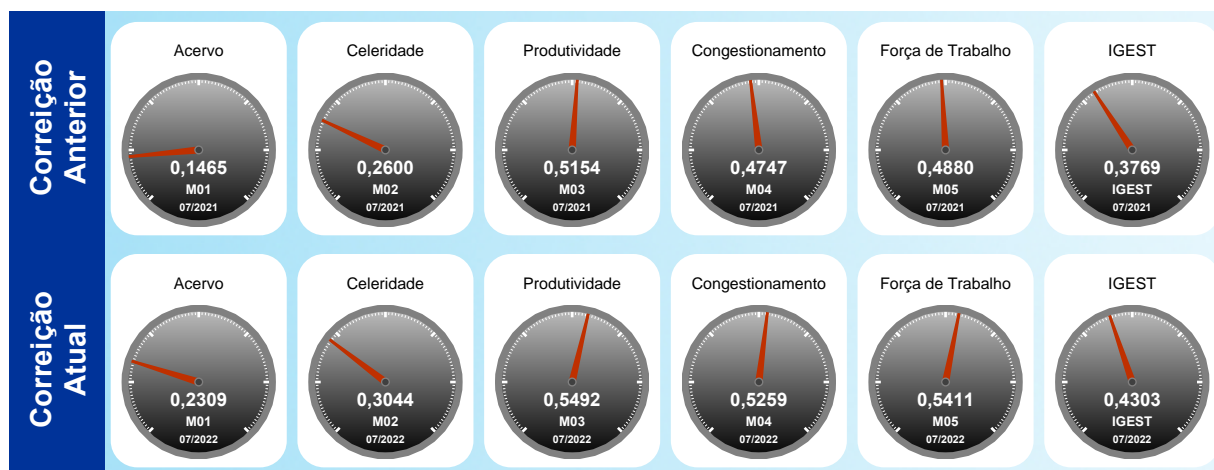 Correição
Anterior
Acervo
0,1465
M01
07/2021
Celeridade
0,2600
M02
07/2021
Produtividade
0,5154
M03
07/2021
Congestionamento
0,4747
M04
07/2021
Força de Trabalho
0,4880
M05
07/2021
IGEST
0,3769
IGEST
07/2021
Correição
Atual
Acervo
0,2309
M01
07/2022
Celeridade
0,3044
M02
07/2022
Produtividade
0,5492
M03
07/2022
Congestionamento
0,5259
M04
07/2022
Força de Trabalho
0,5411
M05
07/2022
IGEST
0,4303
IGEST
07/2022